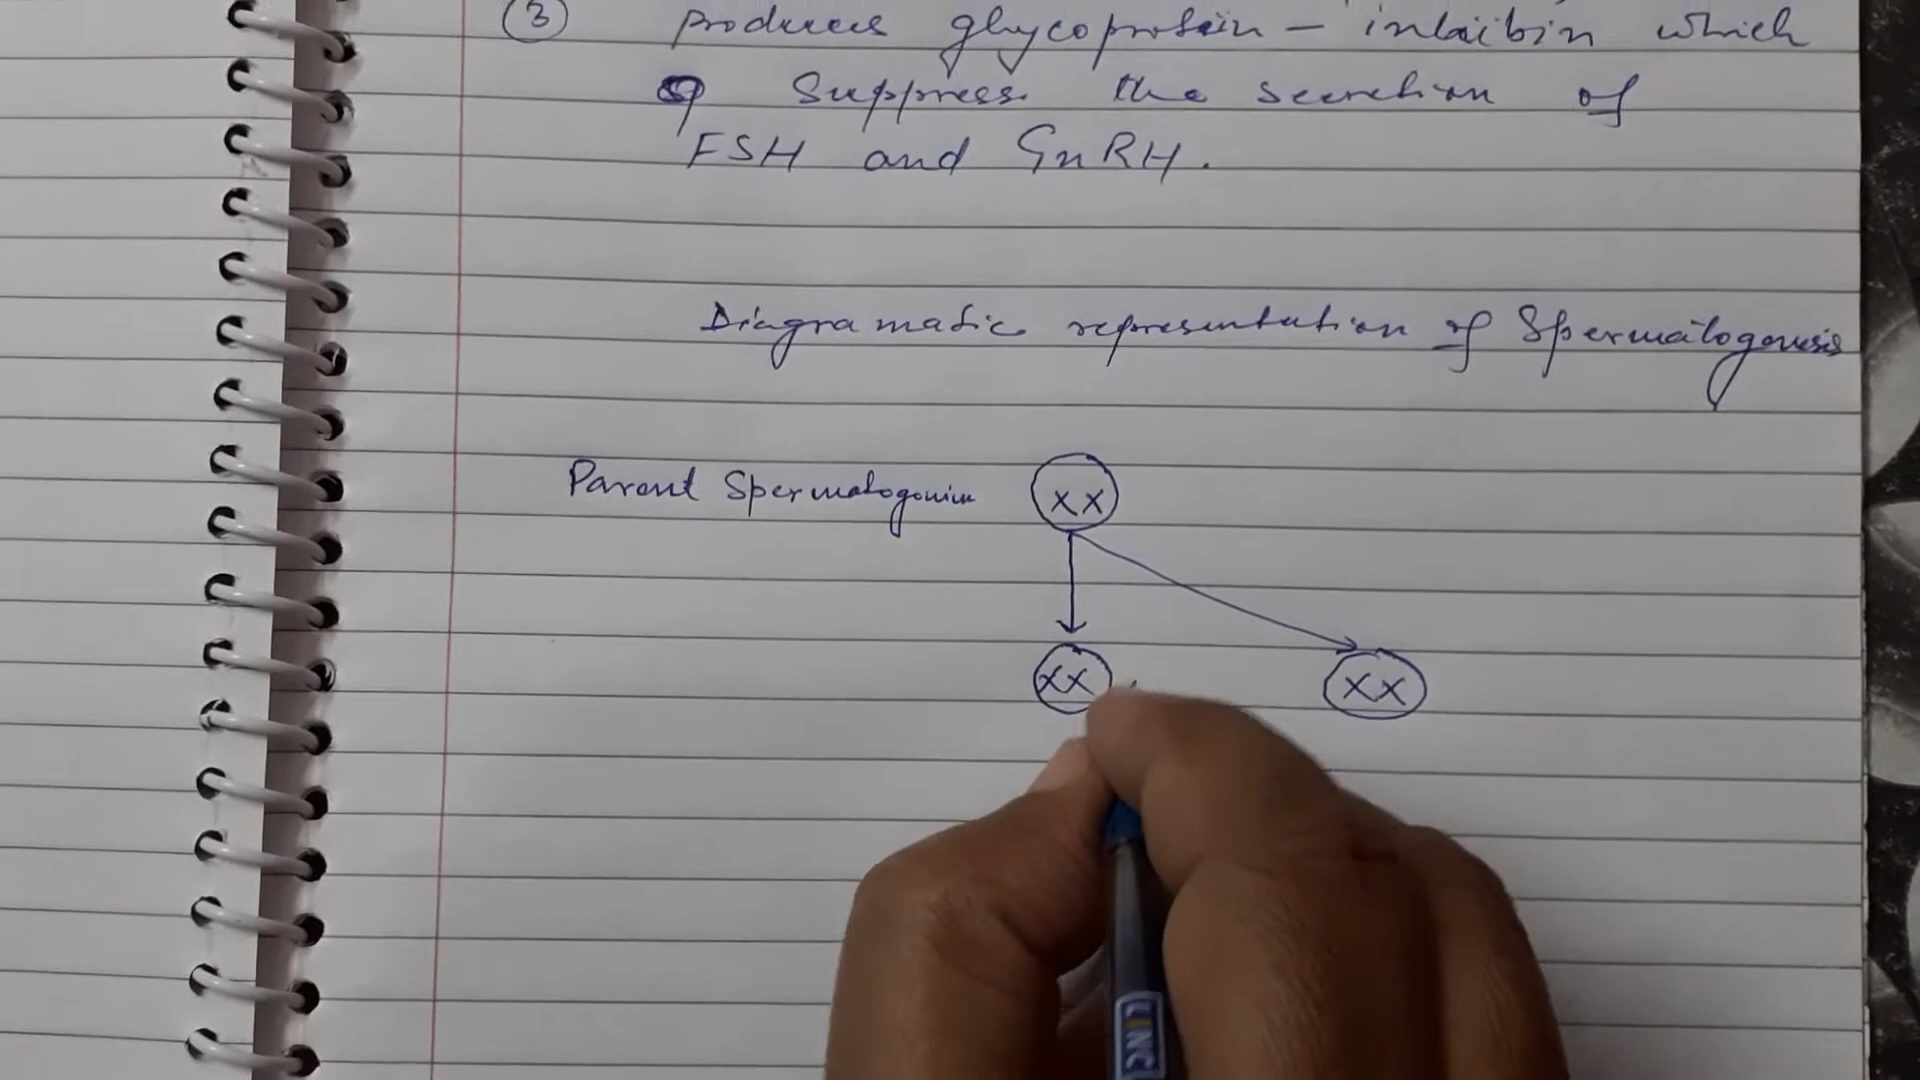 ③ produces glycoprotein - inhibin which
suppress the secretion of
FSH and GnRH.
Diagramatic representation of Spermatogenesis
Parent Spermatogonium
XX
XX
XX
LINC